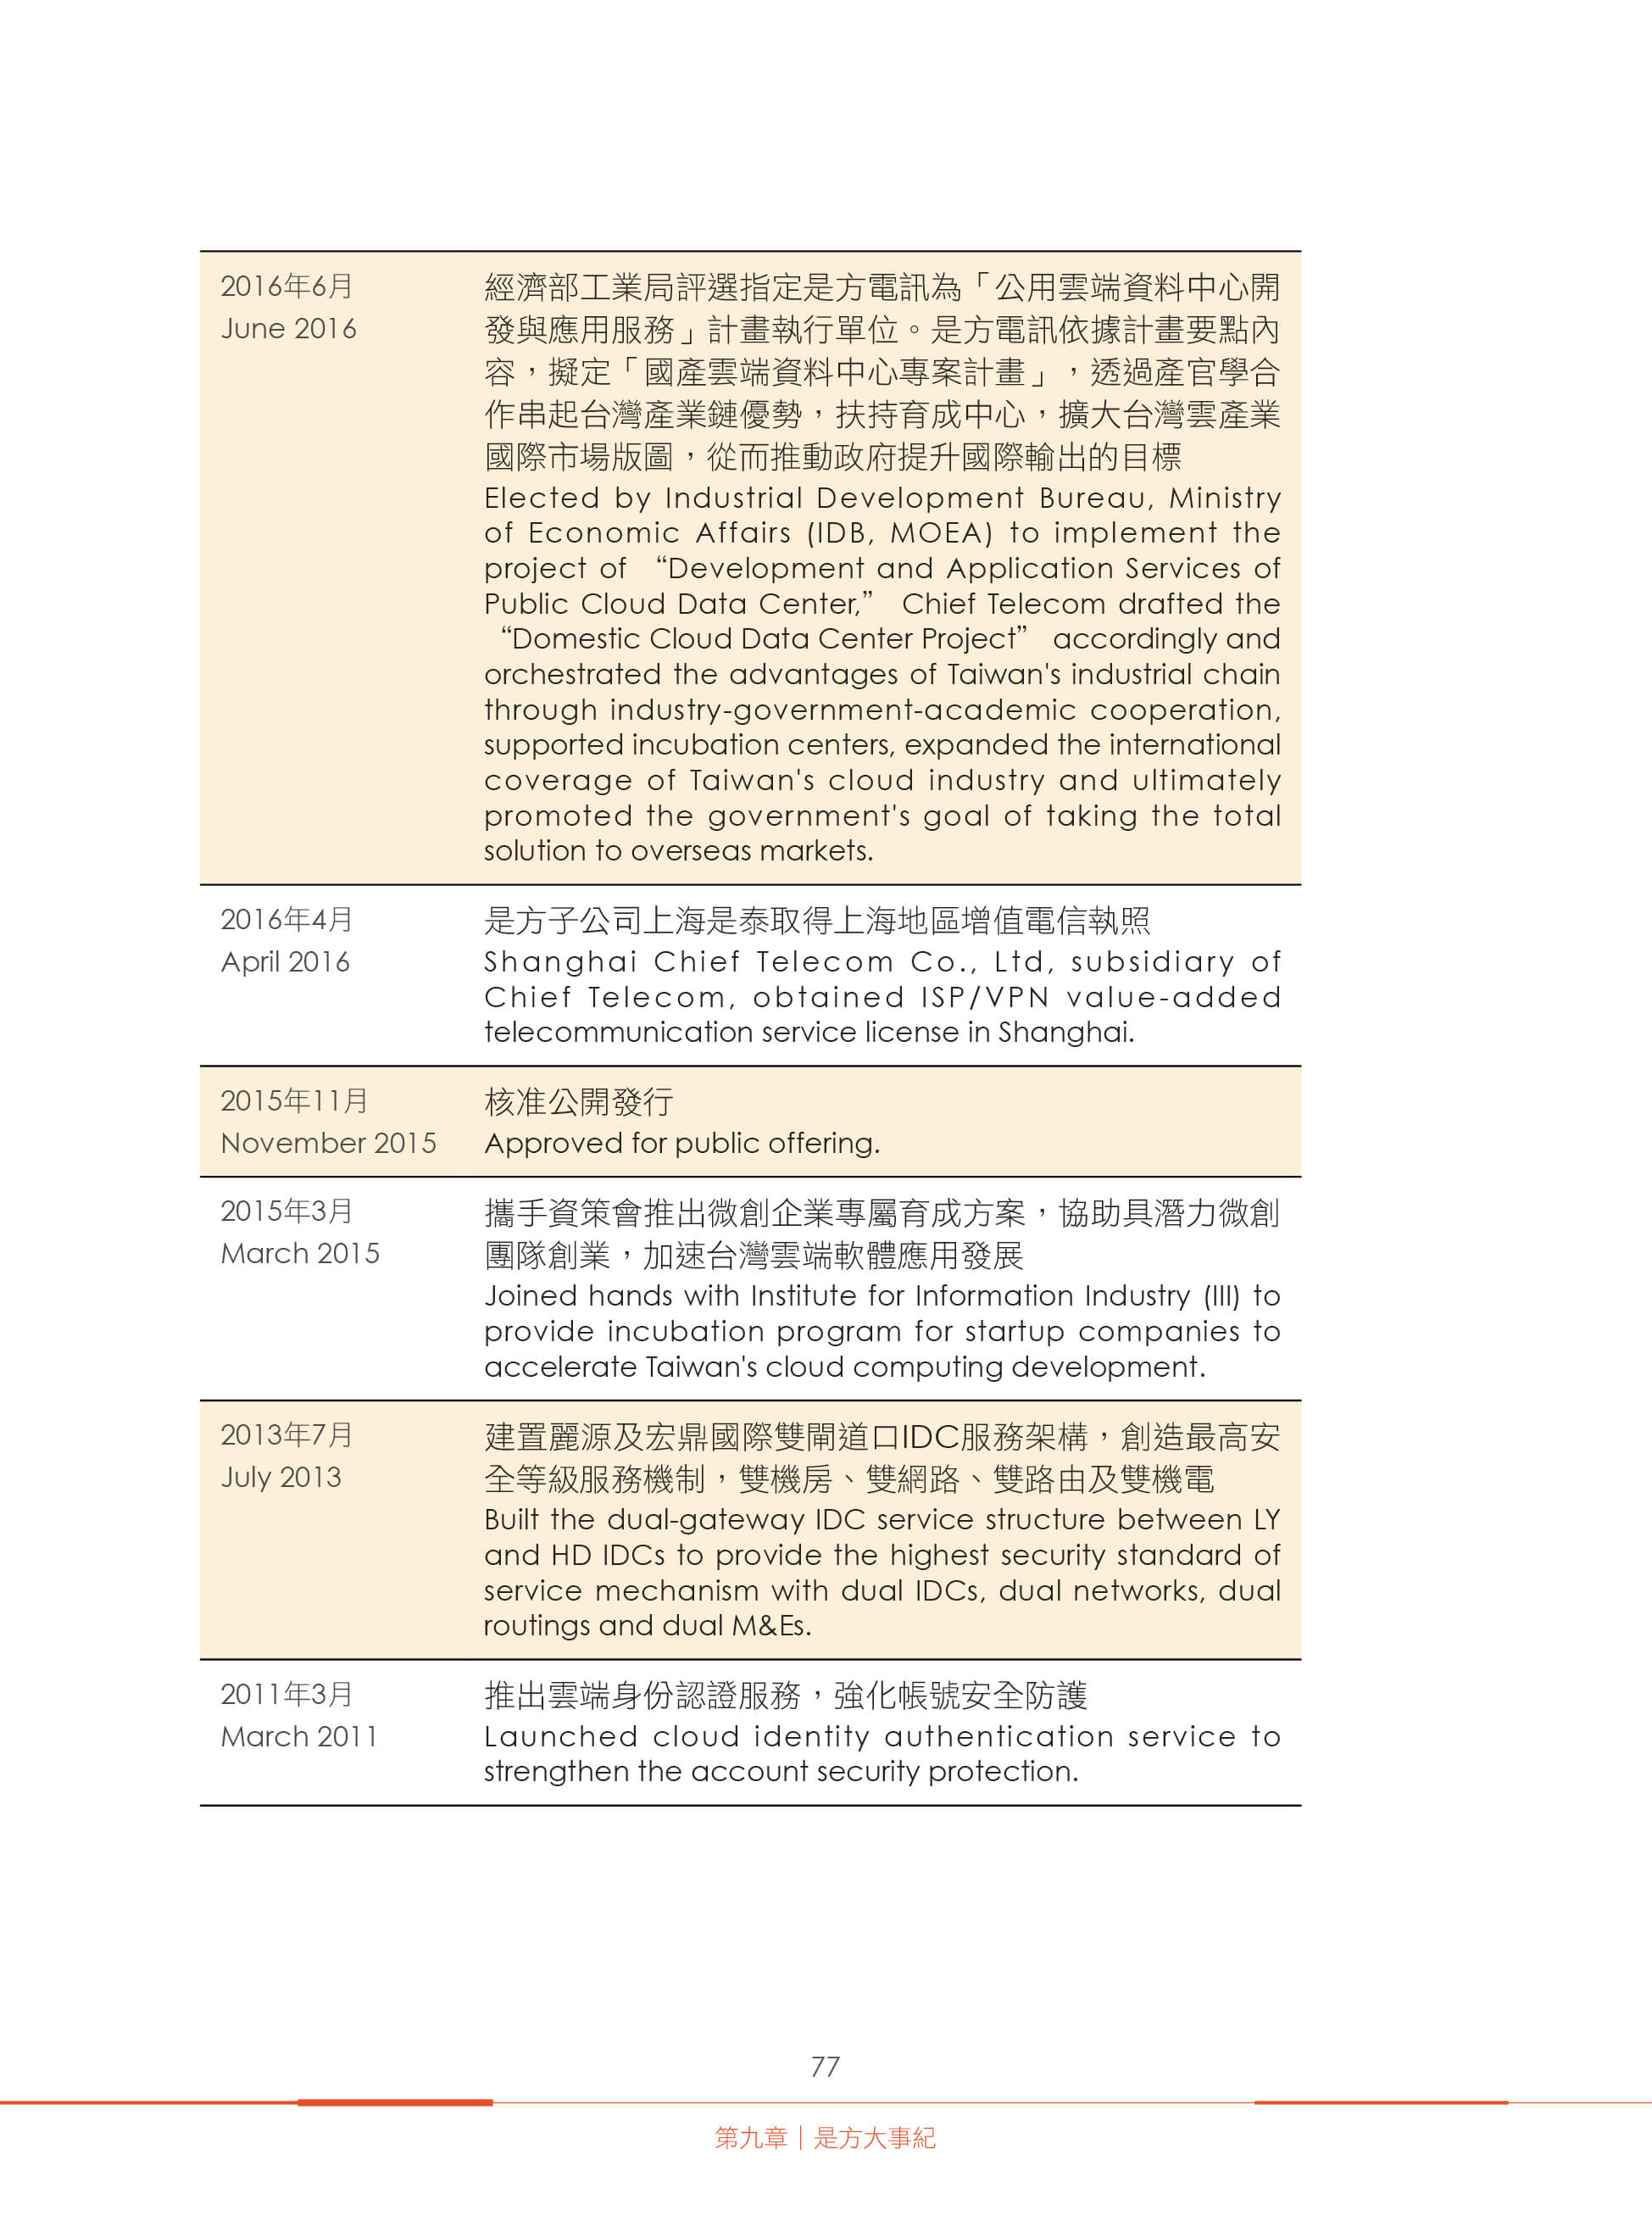 2016年6月
June 2016
經濟部工業局評選指定是方電訊為「公用雲端資料中心開
發與應用服務」計畫執行單位。是方電訊依據計畫要點內
容，擬定「國產雲端資料中心專案計畫」，透過產官學合
作串起台灣產業鏈優勢，扶持育成中心，擴大台灣雲產業
國際市場版圖，從而推動政府提升國際輸出的目標
Elected by Industrial Development Bureau, Ministry
of Economic Affairs (IDB, MOEA) to implement the
project of “Development and Application Services of
Public Cloud Data Center,” Chief Telecom drafted the
“Domestic Cloud Data Center Project” accordingly and
orchestrated the advantages of Taiwan's industrial chain
through industry-government-academic cooperation,
supported incubation centers, expanded the international
coverage of Taiwan's cloud industry and ultimately
promoted the government's goal of taking the total
solution to overseas markets.
2016年4月
April 2016
是方子公司上海是泰取得上海地區增值電信執照
Shanghai Chief Telecom Co., Ltd, subsidiary of
Chief Telecom, obtained ISP/VPN value-added
telecommunication service license in Shanghai.
2015年11月
November 2015
核准公開發行
Approved for public offering.
2015年3月
March 2015
攜手資策會推出微創企業專屬育成方案，協助具潛力微創
團隊創業，加速台灣雲端軟體應用發展
Joined hands with Institute for Information Industry (III) to
provide incubation program for startup companies to
accelerate Taiwan's cloud computing development.
2013年7月
July 2013
建置麗源及宏鼎國際雙閘道口IDC服務架構，創造最高安
全等級服務機制，雙機房、雙網路、雙路由及雙機電
Built the dual-gateway IDC service structure between LY
and HD IDCs to provide the highest security standard of
service mechanism with dual IDCs, dual networks, dual
routings and dual M&Es.
2011年3月
March 2011
推出雲端身份認證服務，強化帳號安全防護
Launched cloud identity authentication service to
strengthen the account security protection.
77
第九章｜是方大事紀